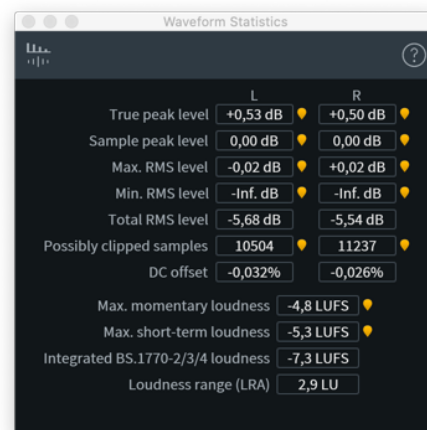 Waveform Statistics
?
L R
True peak level +0,53 dB +0,50 dB
Sample peak level 0,00 dB 0,00 dB
Max. RMS level -0,02 dB +0,02 dB
Min. RMS level -Inf. dB -Inf. dB
Total RMS level -5,68 dB -5,54 dB
Possibly clipped samples 10504 11237
DC offset -0,032% -0,026%
Max. momentary loudness -4,8 LUFS
Max. short-term loudness -5,3 LUFS
Integrated BS.1770-2/3/4 loudness -7,3 LUFS
Loudness range (LRA) 2,9 LU